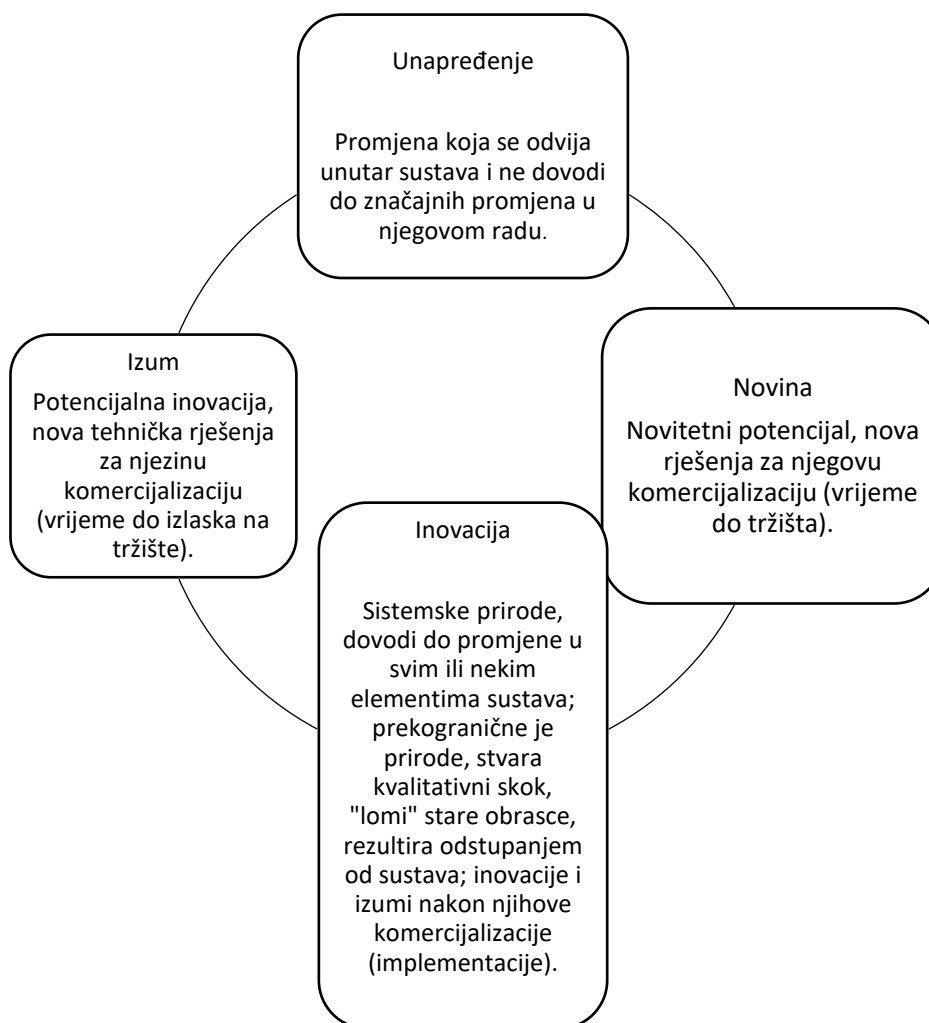 Unapređenje
Promjena koja se odvija
unutar sustava i ne dovodi
do značajnih promjena u
njegovom radu.
Novina
Novitetni potencijal, nova
rješenja za njegovu
komercijalizaciju (vrijeme
do tržišta).
Inovacija
Sistemske prirode,
dovodi do promjene u
svim ili nekim
elementima sustava;
prekogranične je
prirode, stvara
kvalitativni skok,
"lomi" stare obrasce,
rezultira odstupanjem
od sustava; inovacije i
izumi nakon njihove
komercijalizacije
(implementacije).
Izum
Potencijalna inovacija,
nova tehnička rješenja
za njezinu
komercijalizaciju
(vrijeme do izlaska na
tržište).